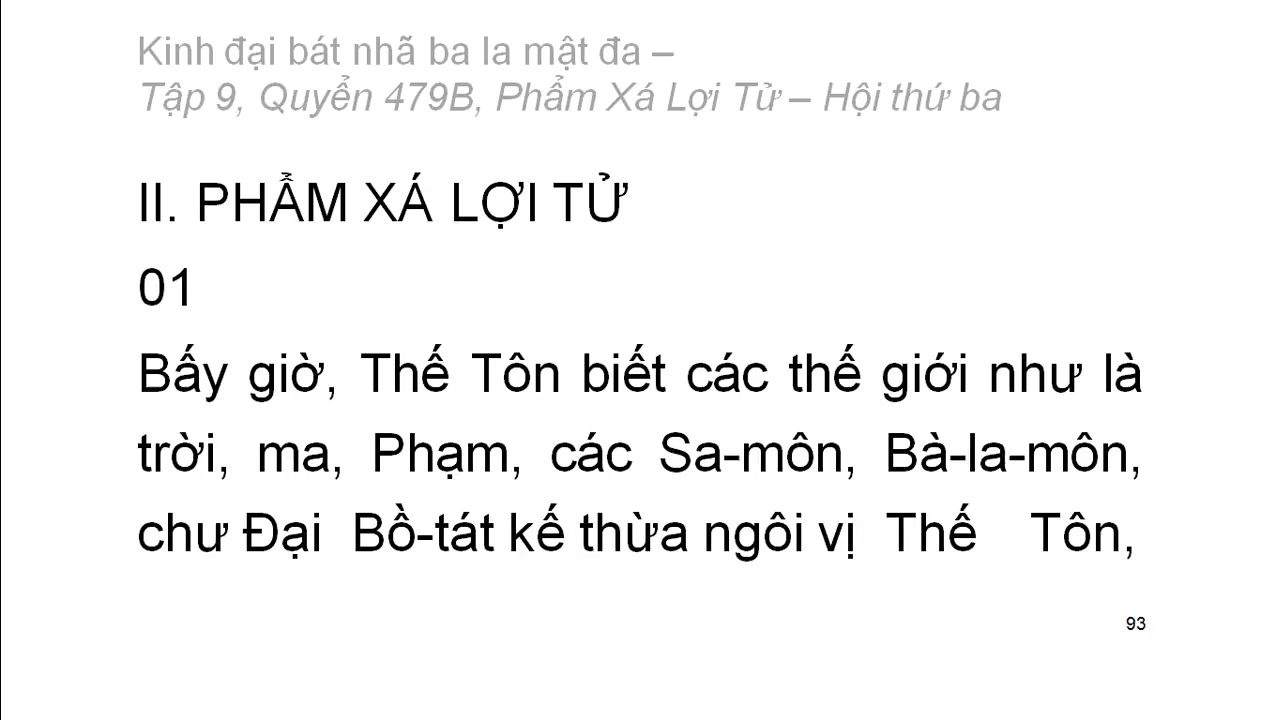 Kinh đại bát nhã ba la mật đa –
Tập 9, Quyển 479B, Phẩm Xá Lợi Tử – Hội thứ ba
II. PHẨM XÁ LỢI TỬ
01
Bấy giờ, Thế Tôn biết các thế giới như là
trời, ma, Phạm, các Sa-môn, Bà-la-môn,
chư Đại Bồ-tát kế thừa ngôi vị Thế Tôn,
93